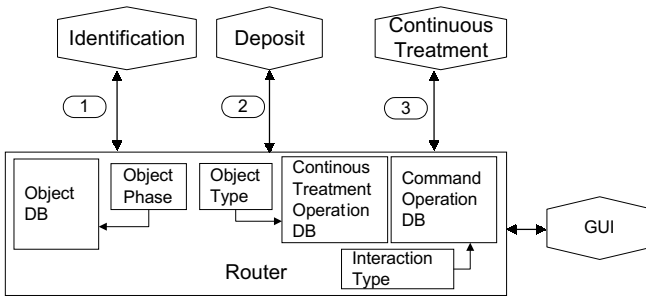 Identification
Deposit
Continuous
Treatment
1
2
3
Object
DB
Object
Phase
Object
Type
Continous
Treatment
Operation
DB
Command
Operation
DB
GUI
Router
Interaction
Type